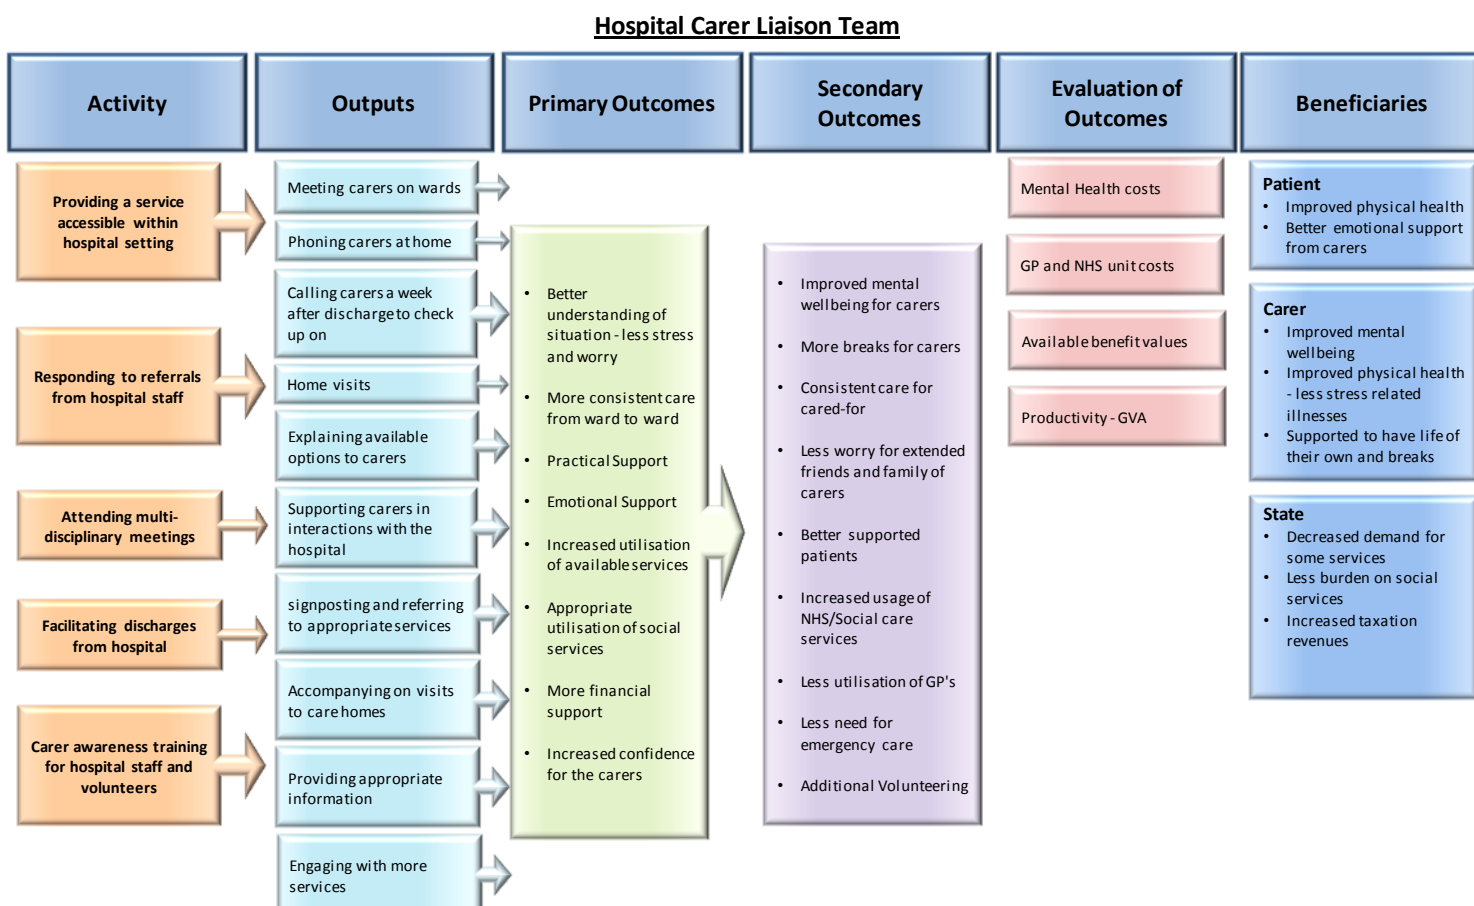 Hospital Carer Liaison Team
Activity
Outputs
Primary Outcomes
Secondary
Outcomes
Evaluation of
Outcomes
Beneficiaries
Providing a service
accessible within
hospital setting
Responding to referrals
from hospital staff
Attending multi-
disciplinary meetings
Facilitating discharges
from hospital
Carer awareness training
for hospital staff and
volunteers
Meeting carers on wards
Phoning carers at home
Calling carers a week
after discharge to check
up on
Home visits
Explaining available
options to carers
Supporting carers in
interactions with the
hospital
signposting and referring
to appropriate services
Accompanying on visits
to care homes
Providing appropriate
information
Engaging with more
services
• Better
understanding of
situation - less stress
and worry
• More consistent care
from ward to ward
• Practical Support
• Emotional Support
• Increased utilisation
of available services
• Appropriate
utilisation of social
services
• More financial
support
• Increased confidence
for the carers
• Improved mental
wellbeing for carers
• More breaks for carers
• Consistent care for
cared-for
• Less worry for extended
friends and family of
carers
• Better supported
patients
• Increased usage of
NHS/Social care
services
• Less utilisation of GP's
• Less need for
emergency care
• Additional Volunteering
Mental Health costs
GP and NHS unit costs
Available benefit values
Productivity - GVA
Patient
• Improved physical health
• Better emotional support
from carers
Carer
• Improved mental
wellbeing
• Improved physical health
- less stress related
illnesses
• Supported to have life of
their own and breaks
State
• Decreased demand for
some services
• Less burden on social
services
• Increased taxation
revenues